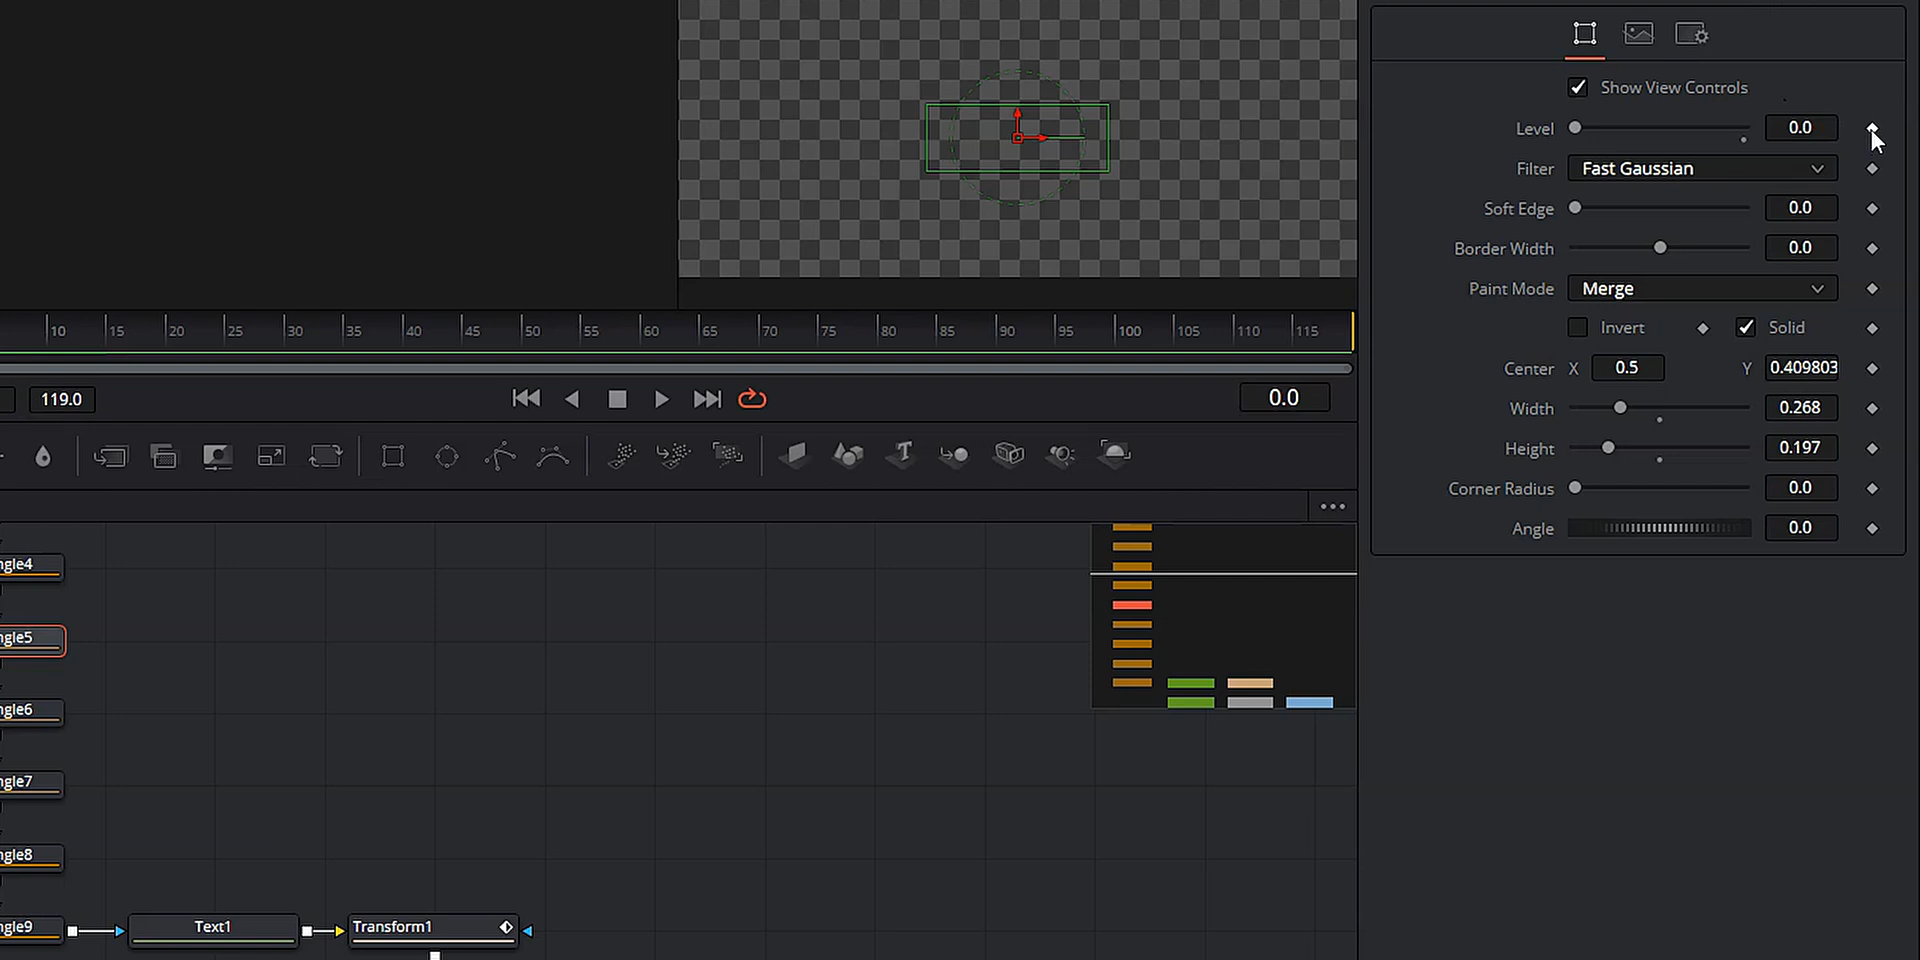 Show View Controls
Level 0.0
Filter Fast Gaussian
Soft Edge 0.0
Border Width 0.0
Paint Mode Merge
Invert Solid
Center X 0.5 Y 0.409803
Width 0.268
Height 0.197
Corner Radius 0.0
Angle 0.0
10 15 20 25 30 35 40 45 50 55 60 65 70 75 80 85 90 95 100 105 110 115
119.0 0.0
ngle4
ngle5
ngle6
ngle7
ngle8
ngle9 Text1 Transform1